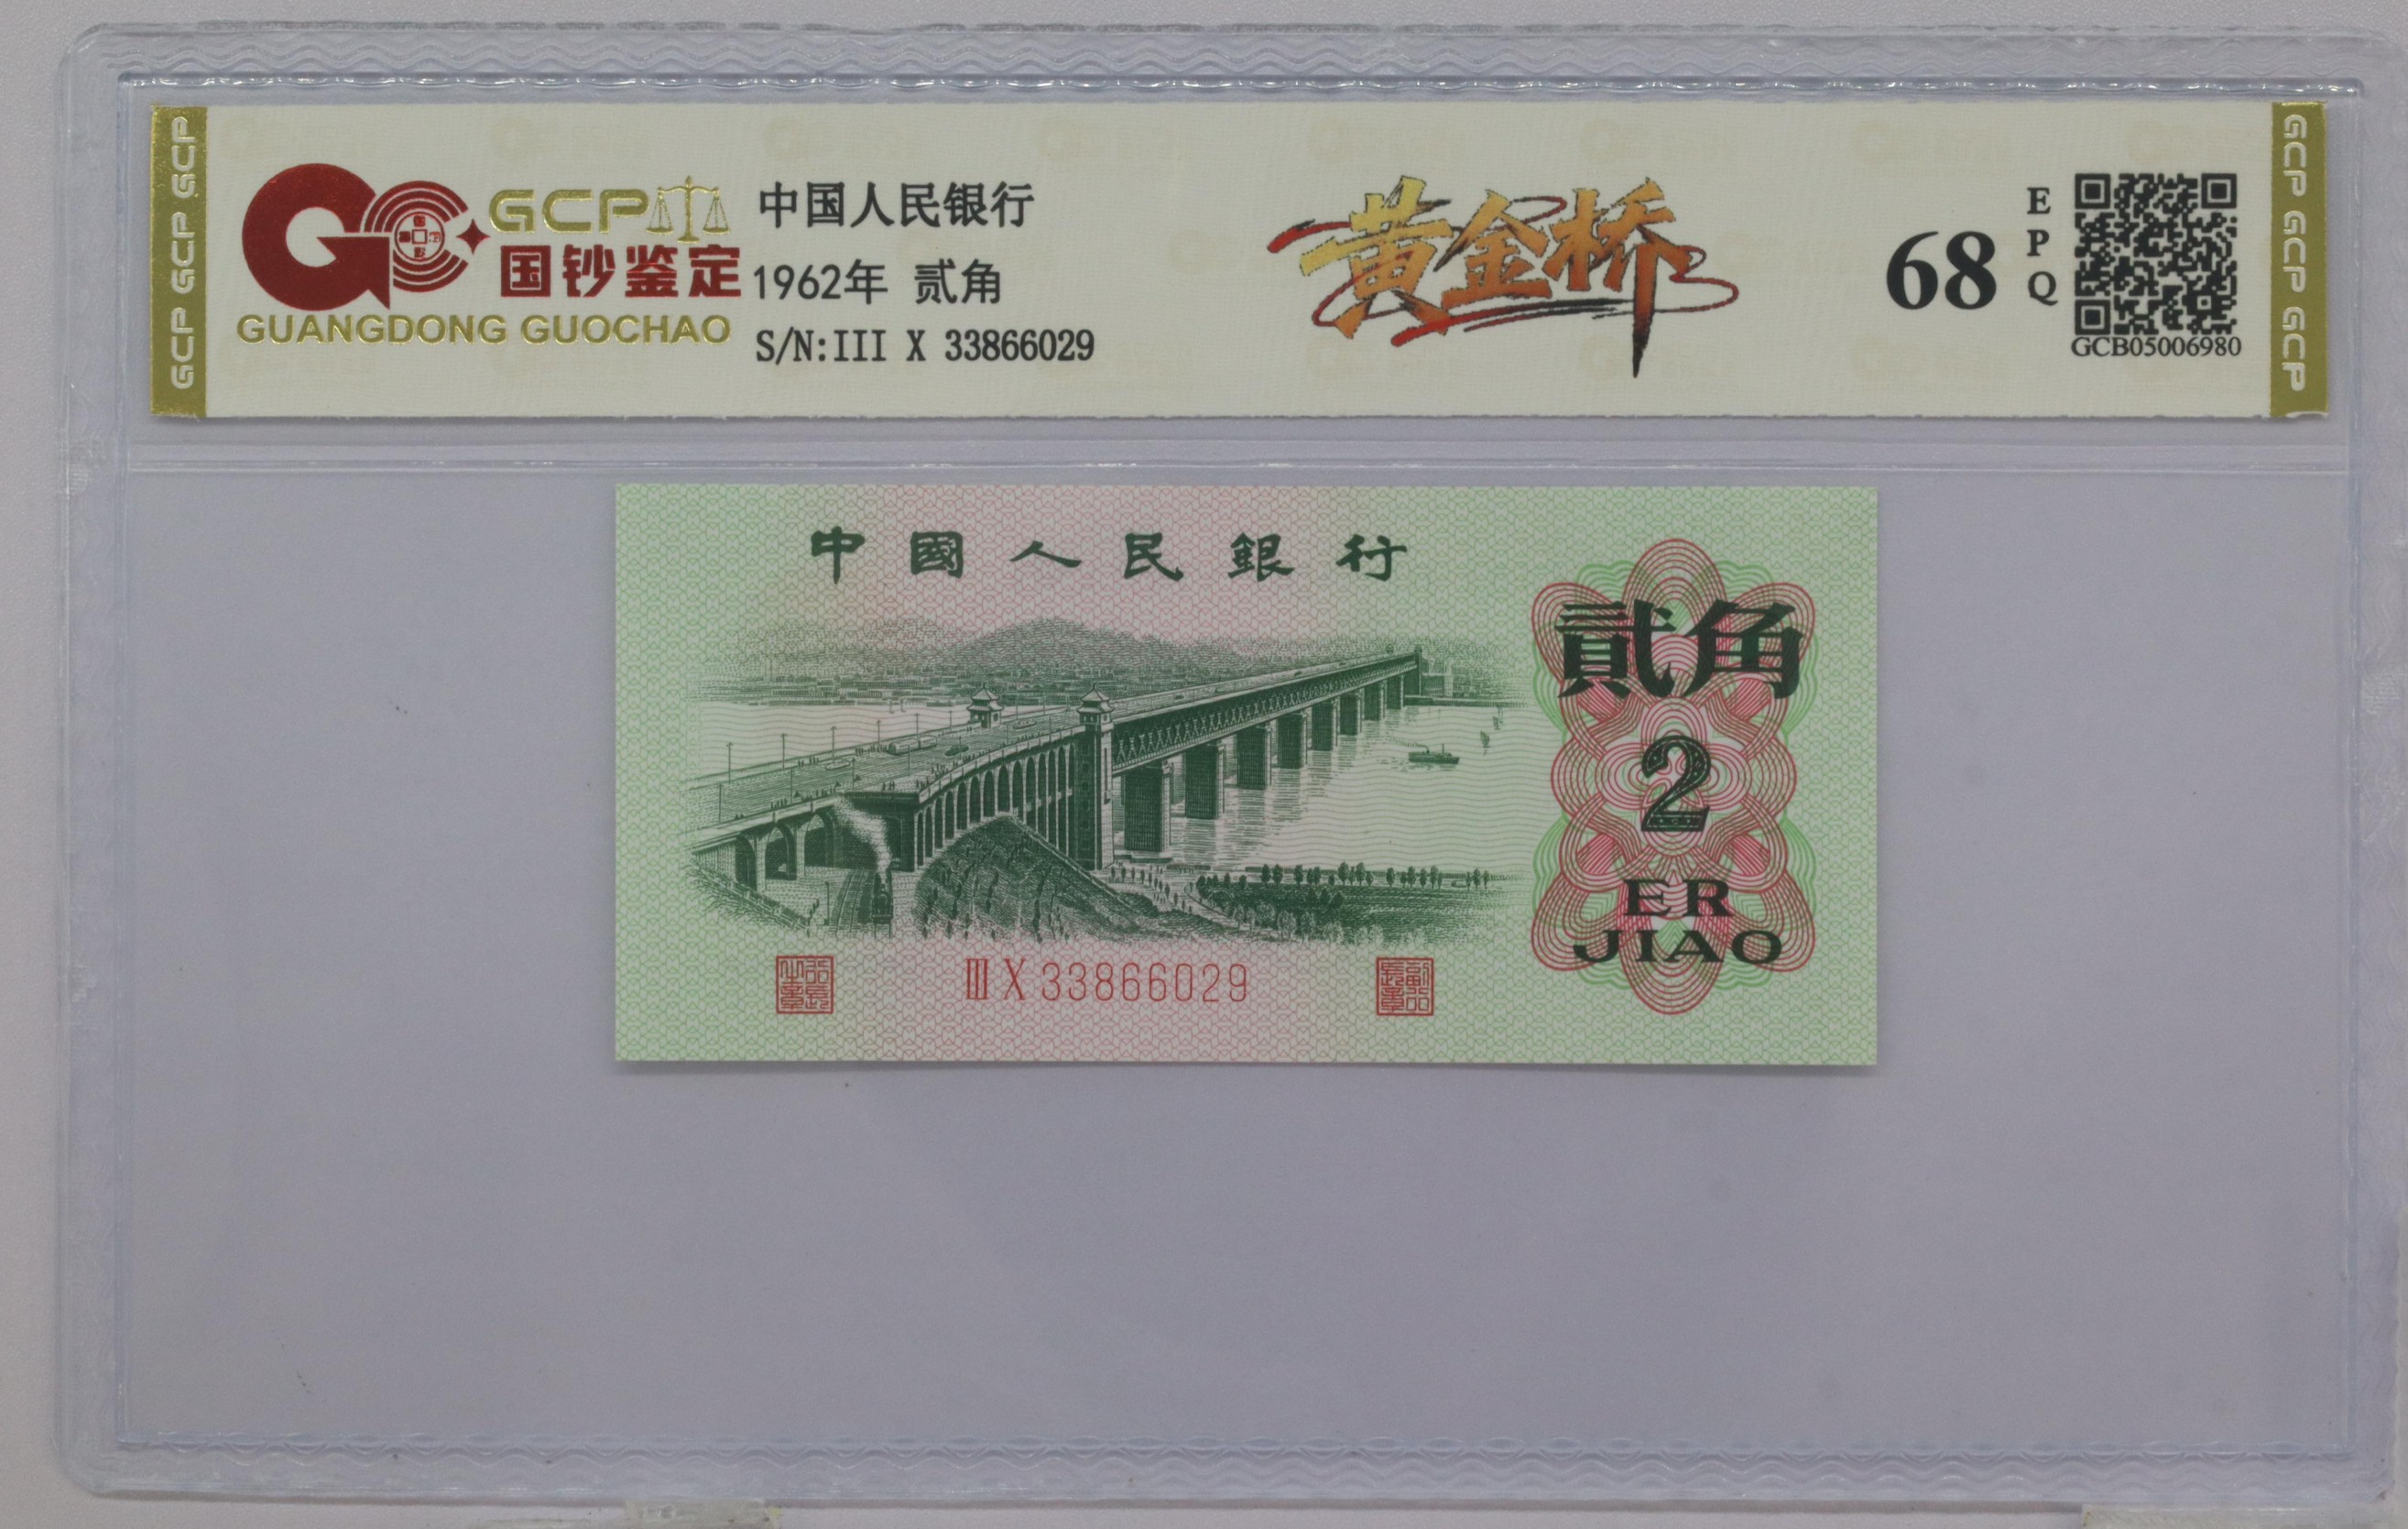 GCP GCP GCP
GCP
国钞鉴定
GUANGDONG GUOCHAO
中国人民银行
1962年 贰角
S/N:III X 33866029
黄金桥
68
EPQ
GCB05006980
GCP GCP GCP
中國人民銀行
貳角
2
ER
JIAO
III X 33866029